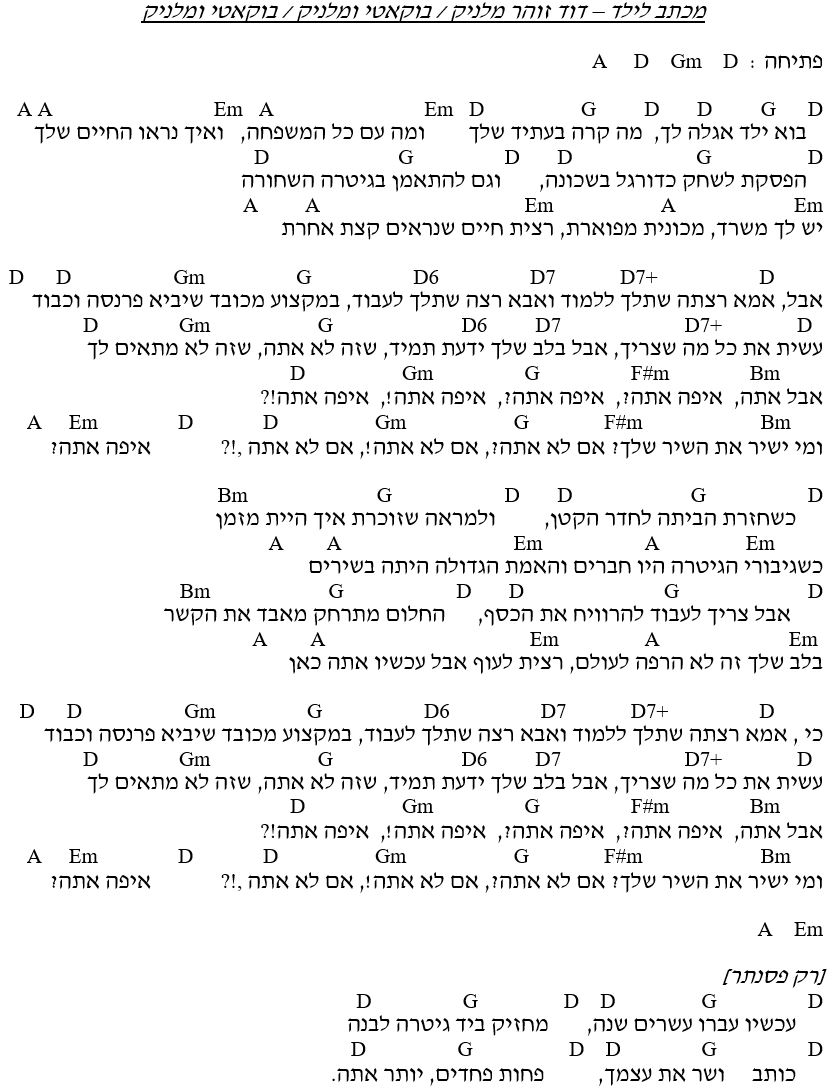 מכתב לילד – דוד זוהר מלניק / בוקאטי ומלניק / בוקאטי ומלניק
פתיחה : D Gm D A
D G D D G D Em A Em A A
בוא ילד אגלה לך, מה קרה בעתיד שלך ומה עם כל המשפחה, ואיך נראו החיים שלך
D G D D G D
הפסקת לשחק כדורגל בשכונה, וגם להתאמן בגיטרה השחורה
Em A Em A A
יש לך משרד, מכונית מפוארת, רצית חיים שנראים קצת אחרת
D D7+ D7 D6 G Gm D D
אבל, אמא רצתה שתלך ללמוד ואבא רצה שתלך לעבוד, במקצוע מכובד שיביא פרנסה וכבוד
D D7+ D7 D6 G Gm D
עשית את כל מה שצריך, אבל בלב שלך ידעת תמיד, שזה לא אתה, שזה לא מתאים לך
Bm F#m G Gm D
אבל אתה, איפה אתה?, איפה אתה?, איפה אתה!, איפה אתה!?
Bm F#m G Gm D D Em A
ומי ישיר את השיר שלך? אם לא אתה?, אם לא אתה!, אם לא אתה ,!? איפה אתה?
D G D D G Bm
כשחזרת הביתה לחדר הקטן, ולמראה שזוכרת איך היית מזמן
Em A Em A A
כשגיבורי הגיטרה היו חברים והאמת הגדולה היתה בשירים
D G D D G Bm
אבל צריך לעבוד להרוויח את הכסף, החלום מתרחק מאבד את הקשר
Em A Em A A
בלב שלך זה לא הרפה לעולם, רצית לעוף אבל עכשיו אתה כאן
D D7+ D7 D6 G Gm D D
כי , אמא רצתה שתלך ללמוד ואבא רצה שתלך לעבוד, במקצוע מכובד שיביא פרנסה וכבוד
D D7+ D7 D6 G Gm D
עשית את כל מה שצריך, אבל בלב שלך ידעת תמיד, שזה לא אתה, שזה לא מתאים לך
Bm F#m G Gm D
אבל אתה, איפה אתה?, איפה אתה?, איפה אתה!, איפה אתה!?
Bm F#m G Gm D D Em A
ומי ישיר את השיר שלך? אם לא אתה?, אם לא אתה!, אם לא אתה ,!? איפה אתה?
Em A
[רק פסנתר]
D G D D G D
עכשיו עברו עשרים שנה, מחזיק ביד גיטרה לבנה
D G D D G D
כותב ושר את עצמך, פחות פחדים, יותר אתה.